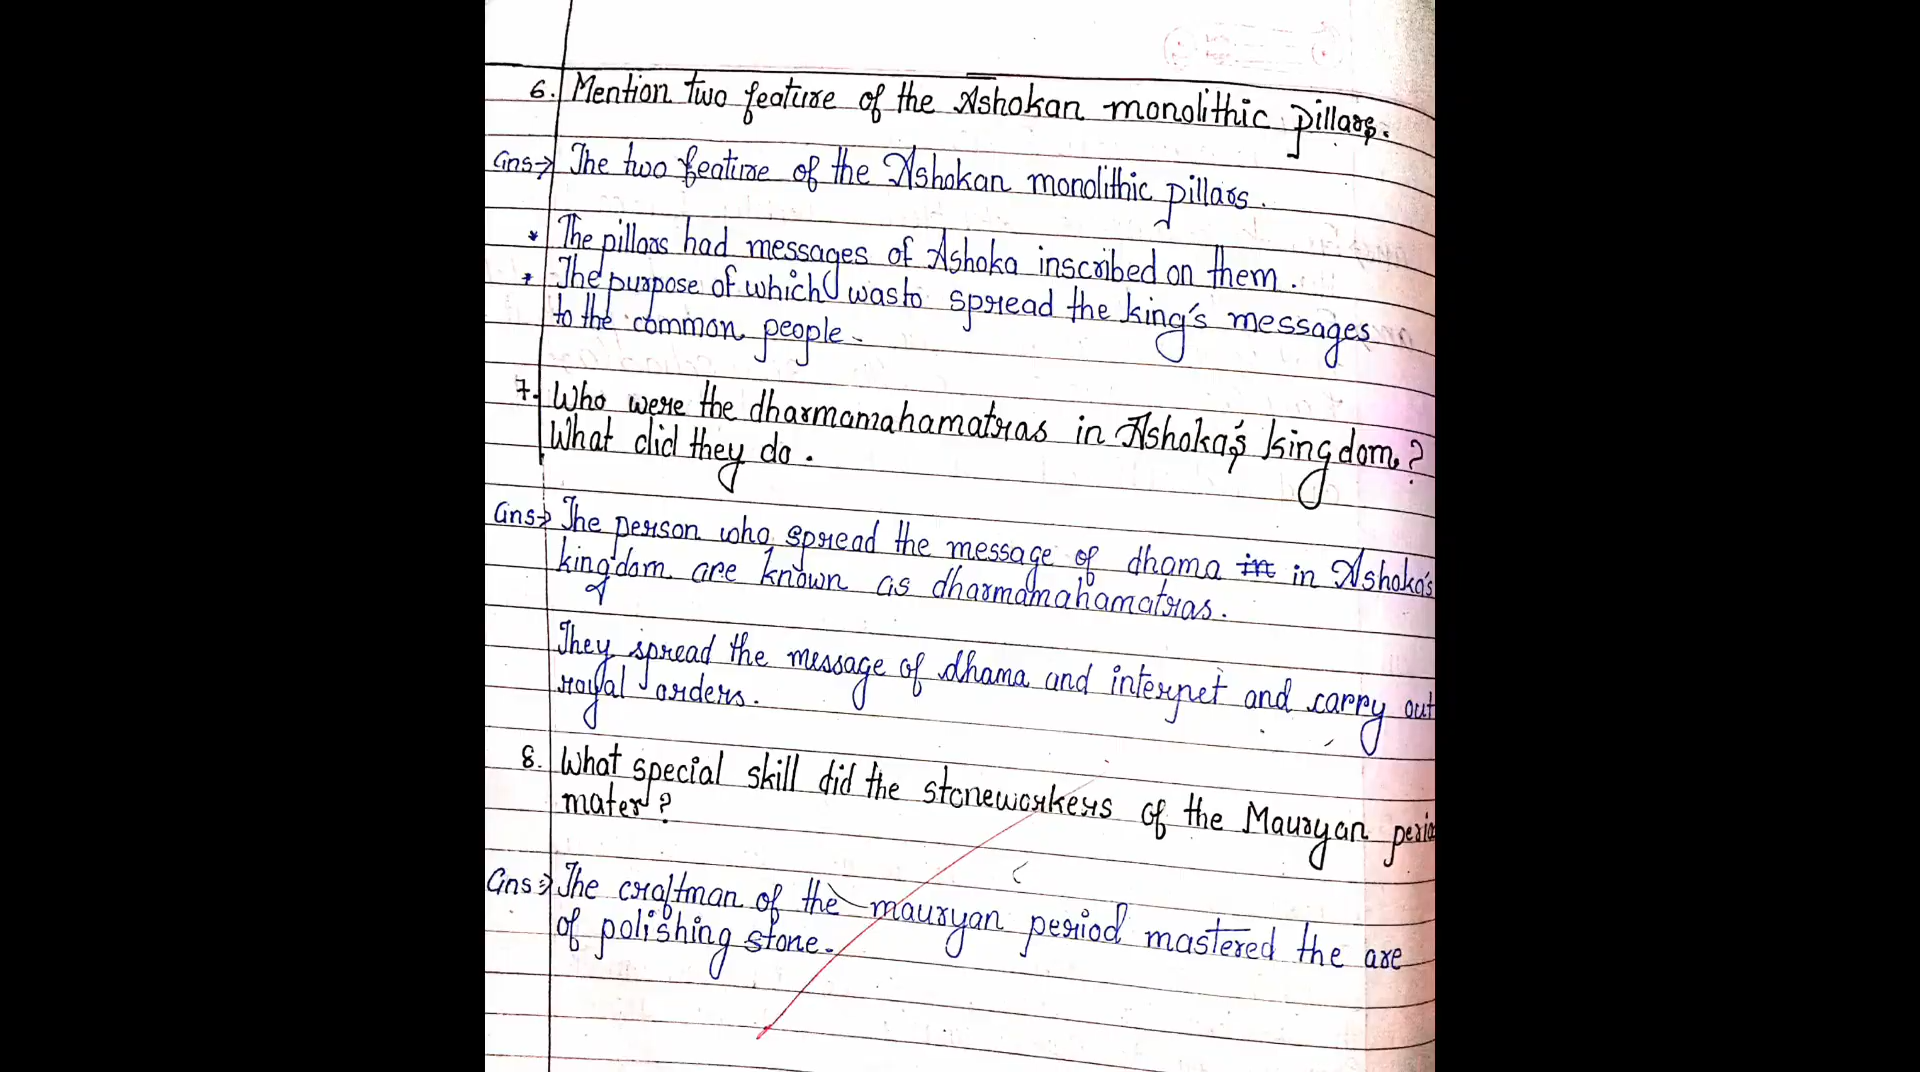 6. Mention two feature of the Ashokan monolithic pillars.
Ans→ The two feature of the Ashokan monolithic pillars.
* The pillars had messages of Ashoka inscribed on them.
* The purpose of which was to spread the king's messages
to the common people.
7. Who were the dharmamahamatras in Ashoka's kingdom?
What did they do.
Ans→ The person who spread the message of dhama in in Ashoka's
kingdom are known as dharmamahamatras.
They spread the message of dhama and interpet and carry out
royal orders.
8. What special skill did the stoneworkers of the Mauryan perio
mater?
Ans→ The craftman of the mauryan period mastered the are
of polishing stone.